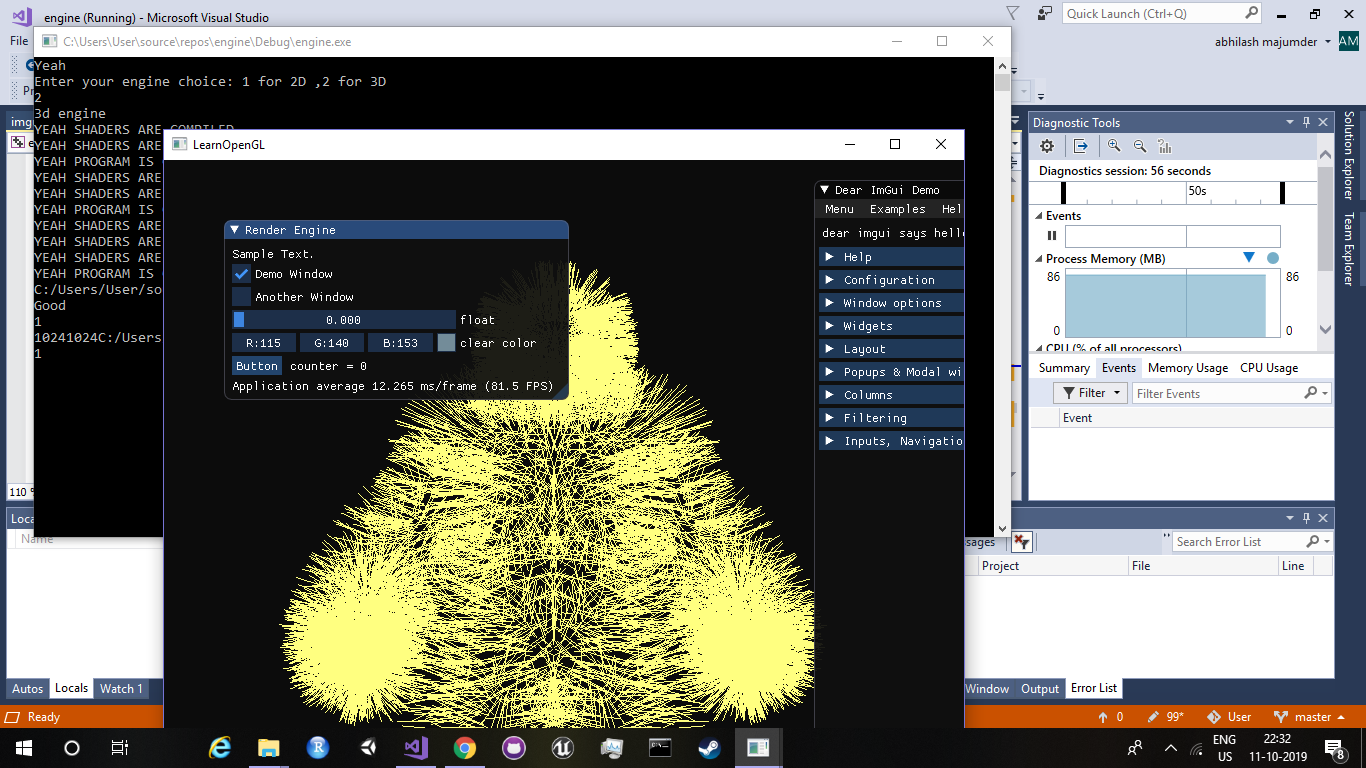 engine (Running) - Microsoft Visual Studio
Quick Launch (Ctrl+Q)
File
abhilash majumder
AM
C:\Users\User\source\repos\engine\Debug\engine.exe
Yeah
Enter your engine choice: 1 for 2D ,2 for 3D
2
3d engine
YEAH SHADERS ARE COMPILED
YEAH SHADERS ARE
YEAH PROGRAM IS
YEAH SHADERS ARE
YEAH SHADERS ARE
YEAH PROGRAM IS
YEAH SHADERS ARE
YEAH SHADERS ARE
YEAH SHADERS ARE
YEAH PROGRAM IS
C:/Users/User/so
Good
1
10241024C:/Users
1
LearnOpenGL
Render Engine
Sample Text.
Demo Window
Another Window
0.000 float
R:115 G:140 B:153 clear color
Button counter = 0
Application average 12.265 ms/frame (81.5 FPS)
Dear ImGui Demo
Menu Examples Hel
dear imgui says hello
Help
Configuration
Window options
Widgets
Layout
Popups & Modal wi
Columns
Filtering
Inputs, Navigatio
Diagnostic Tools
Diagnostics session: 56 seconds
50s
Events
Process Memory (MB)
86 86
0 0
CPU (% of all processors)
Summary Events Memory Usage CPU Usage
Filter Filter Events
Event
Solution Explorer
Team Explorer
110 %
Loca
Name
Autos Locals Watch 1
ssages
Search Error List
Project File Line
Window Output Error List
Ready
0 99* User master
ENG
US
22:32
11-10-2019
8